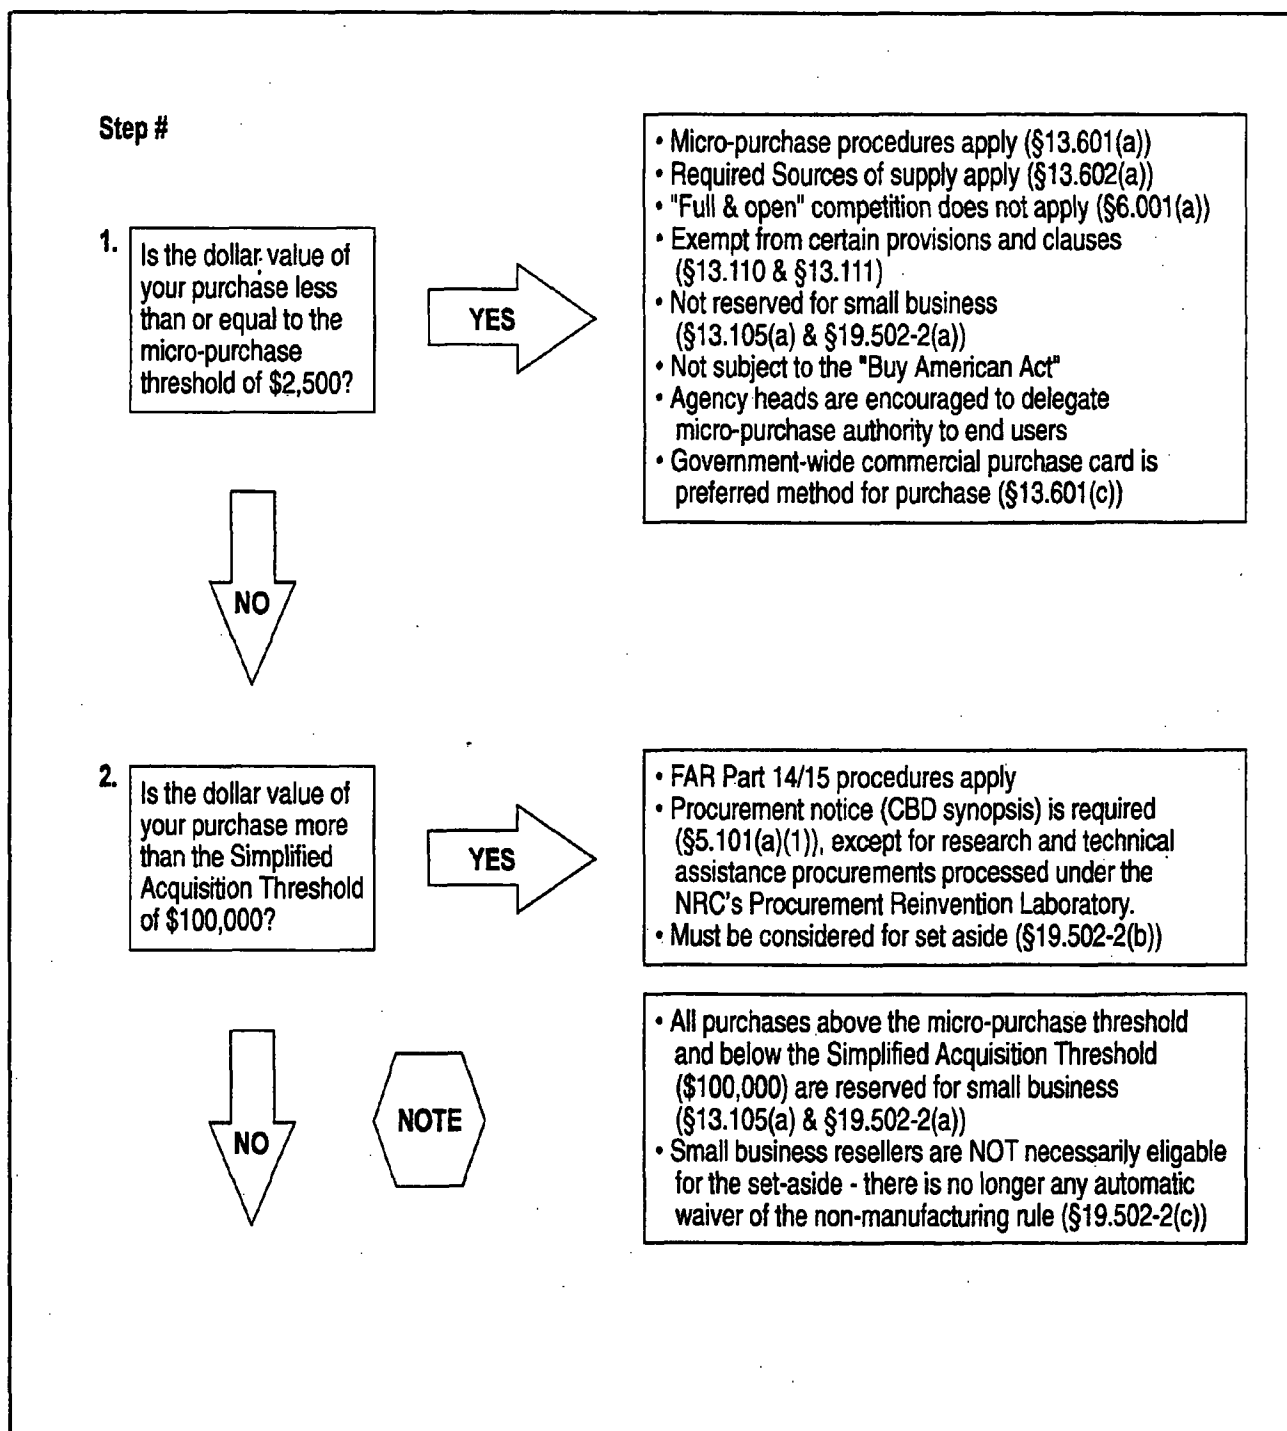 Step #
1.
Is the dollar value of
your purchase less
than or equal to the
micro-purchase
threshold of $2,500?
YES
• Micro-purchase procedures apply (§13.601(a))
• Required Sources of supply apply (§13.602(a))
• "Full & open" competition does not apply (§6.001(a))
• Exempt from certain provisions and clauses
(§13.110 & §13.111)
• Not reserved for small business
(§13.105(a) & §19.502-2(a))
• Not subject to the "Buy American Act"
• Agency heads are encouraged to delegate
micro-purchase authority to end users
• Government-wide commercial purchase card is
preferred method for purchase (§13.601(c))
NO
2.
Is the dollar value of
your purchase more
than the Simplified
Acquisition Threshold
of $100,000?
YES
• FAR Part 14/15 procedures apply
• Procurement notice (CBD synopsis) is required
(§5.101(a)(1)), except for research and technical
assistance procurements processed under the
NRC's Procurement Reinvention Laboratory.
• Must be considered for set aside (§19.502-2(b))
NO
NOTE
• All purchases above the micro-purchase threshold
and below the Simplified Acquisition Threshold
($100,000) are reserved for small business
(§13.105(a) & §19.502-2(a))
• Small business resellers are NOT necessarily eligable
for the set-aside - there is no longer any automatic
waiver of the non-manufacturing rule (§19.502-2(c))